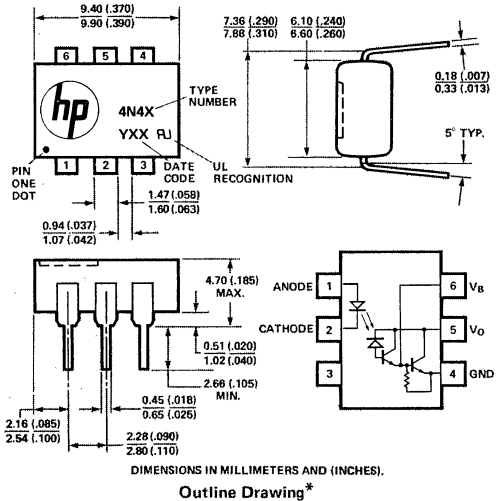 9.40 (.370)
9.90 (.390)
7.36 (.290)
7.88 (.310)
6.10 (.240)
6.60 (.260)
6 5 4
hp
4N4X
TYPE
NUMBER
YXX RU
PIN
ONE
DOT
1 2 3
DATE
CODE
UL
RECOGNITION
0.18 (.007)
0.33 (.013)
5° TYP.
1.47 (.058)
1.60 (.063)
0.94 (.037)
1.07 (.042)
4.70 (.185)
MAX.
0.51 (.020)
1.02 (.040)
2.66 (.105)
MIN.
0.45 (.018)
0.65 (.025)
2.16 (.085)
2.54 (.100)
2.28 (.090)
2.80 (.110)
ANODE 1 6 VB
CATHODE 2 5 VO
3 4 GND
DIMENSIONS IN MILLIMETERS AND (INCHES).
Outline Drawing*